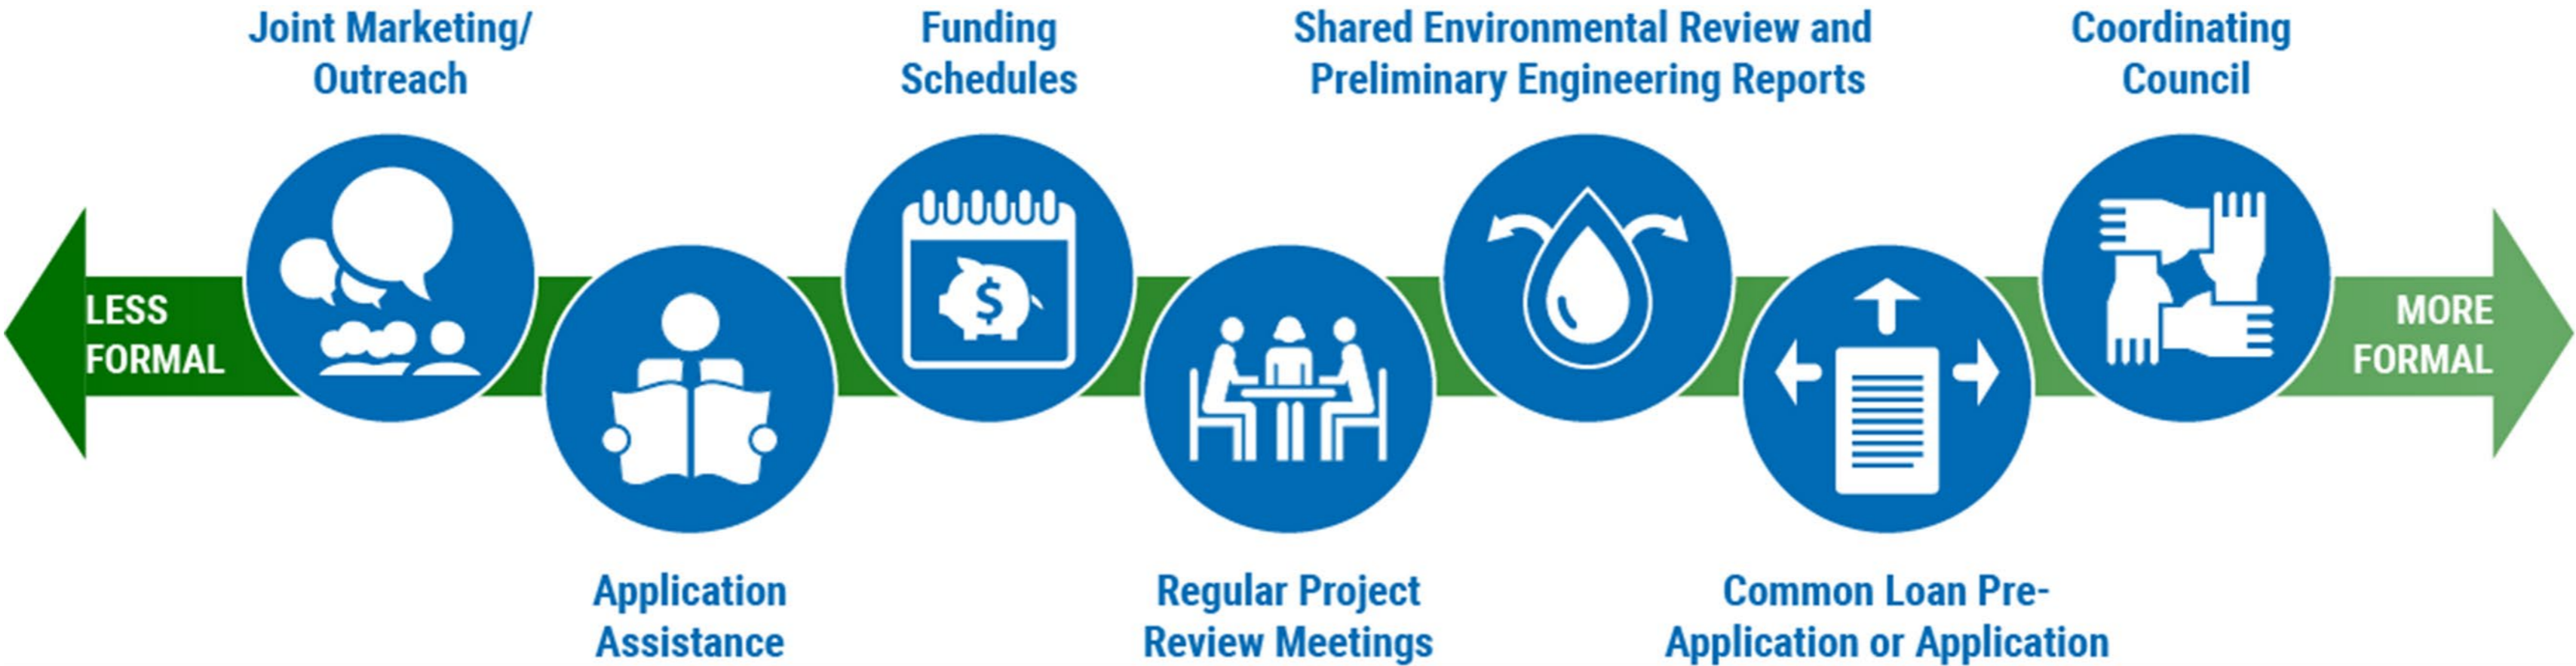 Joint Marketing/
Outreach
Funding
Schedules
Shared Environmental Review and
Preliminary Engineering Reports
Coordinating
Council
LESS
FORMAL
$
MORE
FORMAL
Application
Assistance
Regular Project
Review Meetings
Common Loan Pre-
Application or Application